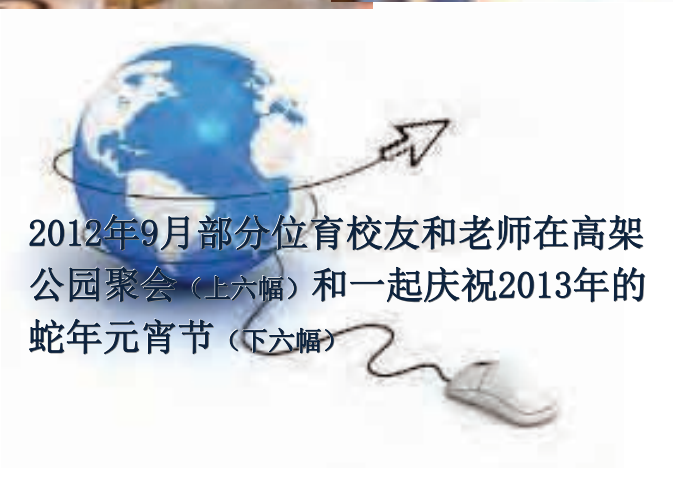 2012年9月部分位育校友和老师在高架
公园聚会（上六幅）和一起庆祝2013年的
蛇年元宵节（下六幅）